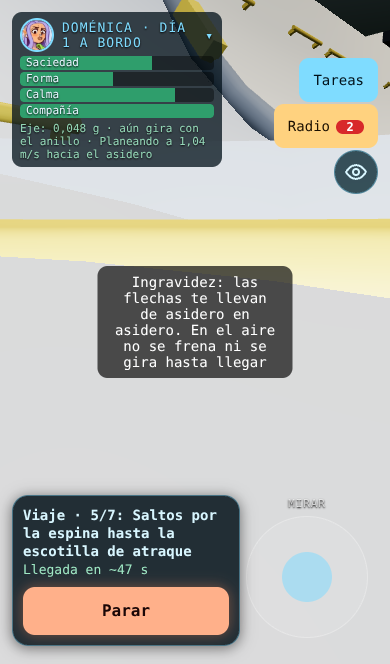 DOMÉNICA · DÍA
1 A BORDO
▾
Saciedad
Forma
Calma
Compañía
Eje: 0,048 g · aún gira con
el anillo · Planeando a 1,04
m/s hacia el asidero
Tareas
Radio 2
Ingravidez: las
flechas te llevan
de asidero en
asidero. En el aire
no se frena ni se
gira hasta llegar
MIRAR
Viaje · 5/7: Saltos por
la espina hasta la
escotilla de atraque
Llegada en ~47 s
Parar